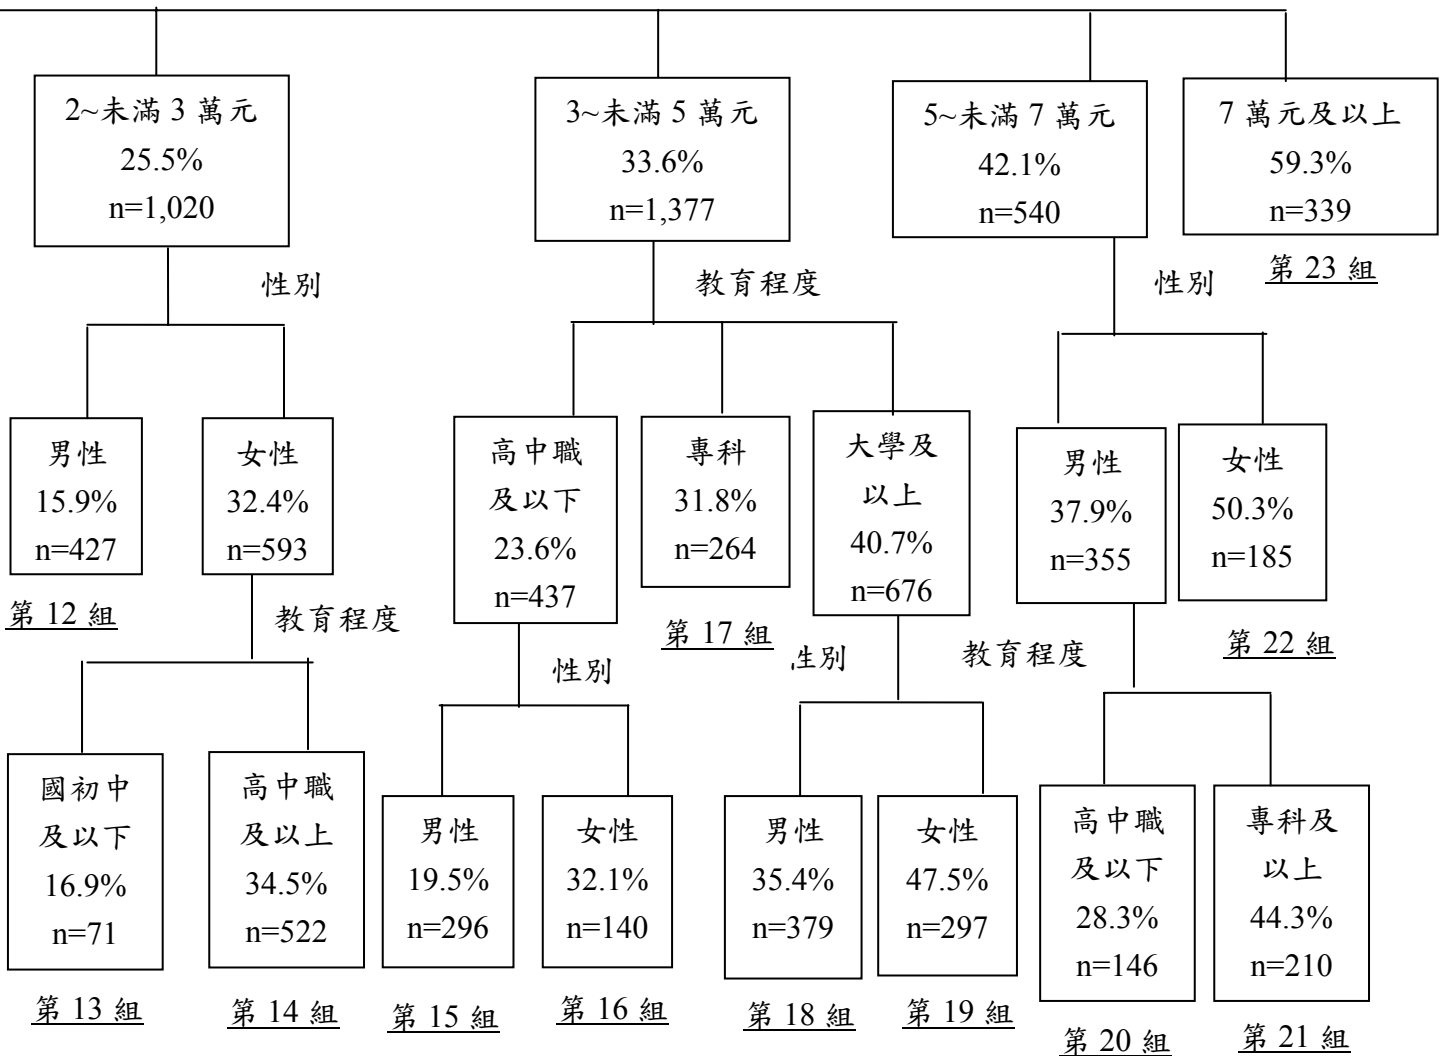 2~未滿 3 萬元
25.5%
n=1,020
3~未滿 5 萬元
33.6%
n=1,377
5~未滿 7 萬元
42.1%
n=540
7 萬元及以上
59.3%
n=339
第 23 組
性別
教育程度
性別
男性
15.9%
n=427
第 12 組
女性
32.4%
n=593
高中職
及以下
23.6%
n=437
專科
31.8%
n=264
第 17 組
大學及
以上
40.7%
n=676
男性
37.9%
n=355
女性
50.3%
n=185
第 22 組
教育程度
性別
性別
教育程度
國初中
及以下
16.9%
n=71
第 13 組
高中職
及以上
34.5%
n=522
第 14 組
男性
19.5%
n=296
第 15 組
女性
32.1%
n=140
第 16 組
男性
35.4%
n=379
第 18 組
女性
47.5%
n=297
第 19 組
高中職
及以下
28.3%
n=146
第 20 組
專科及
以上
44.3%
n=210
第 21 組